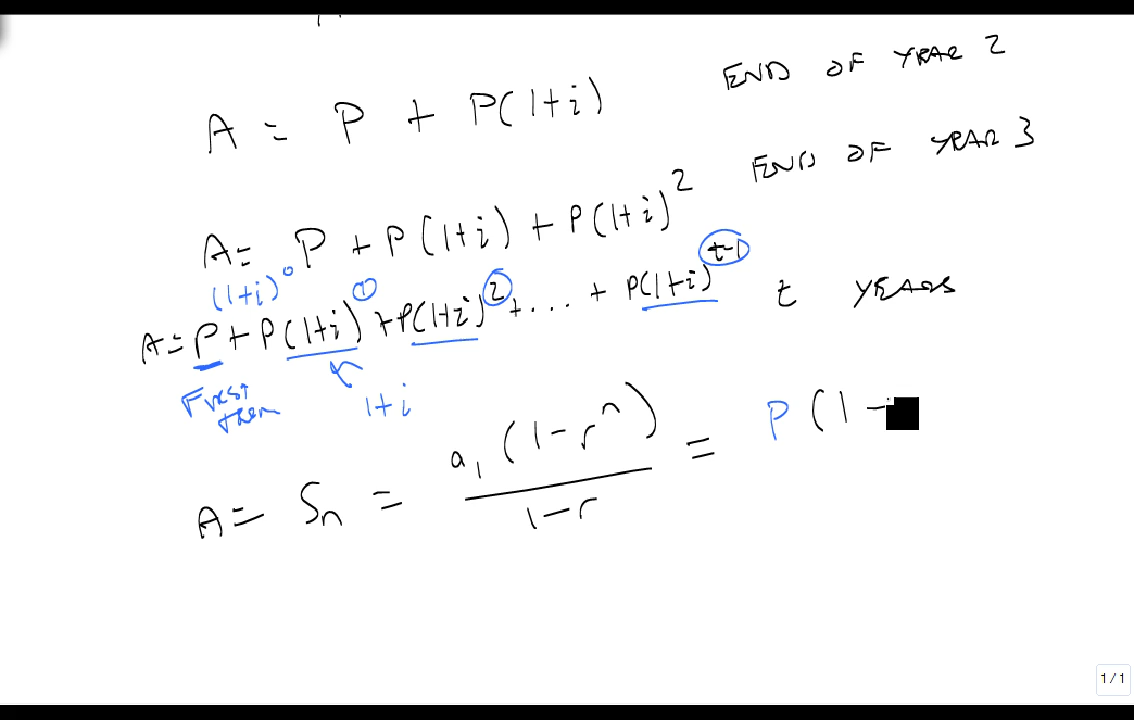 A = P + P(1+i) END OF YEAR 2
A = P + P(1+i) + P(1+i)² END OF YEAR 3
(1+i)⁰
A = P + P(1+i)① + P(1+i)② + ... + P(1+i)^(t-1) t YEARS
FIRST TERM 1+i
A = Sₙ = a₁(1-rⁿ) / 1-r = P(1-
1/1